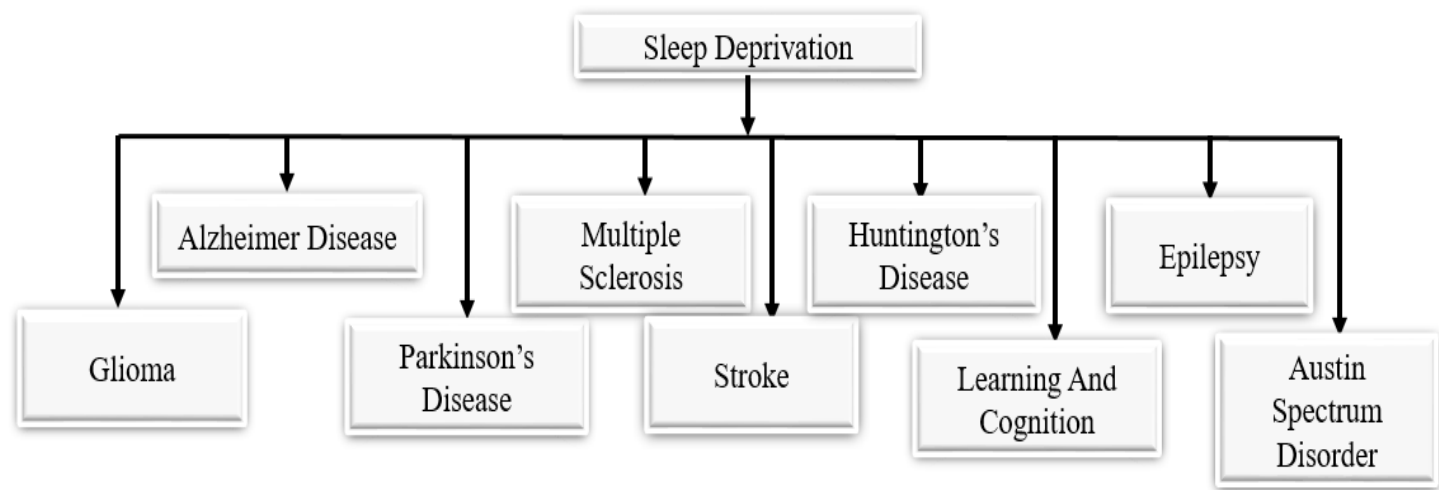 Sleep Deprivation
Alzheimer Disease
Multiple
Sclerosis
Huntington’s
Disease
Epilepsy
Glioma
Parkinson’s
Disease
Stroke
Learning And
Cognition
Austin
Spectrum
Disorder